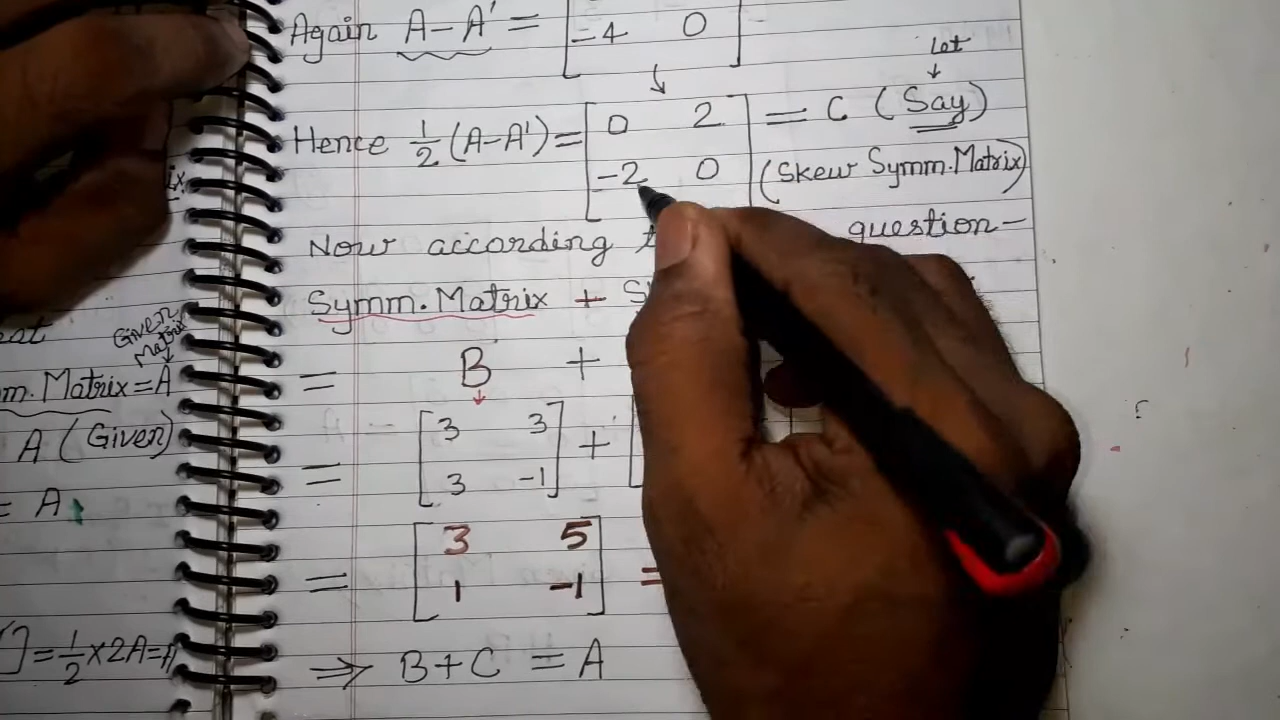 Again A-A' = [
-4 0 ]
Let
↓
Hence 1/2 (A-A') = [ 0 2 ] = C (Say)
[ -2 0 ] (Skew Symm. Matrix)
Now according question-
Symm. Matrix +
= B +
= [ 3 3 ] +
[ 3 -1 ]
= [ 3 5 ] =
[ 1 -1 ]
⇒ B+C = A
Given
Matrix
↓
m. Matrix = A
A (Given)
= A
] = 1/2 × 2A = A